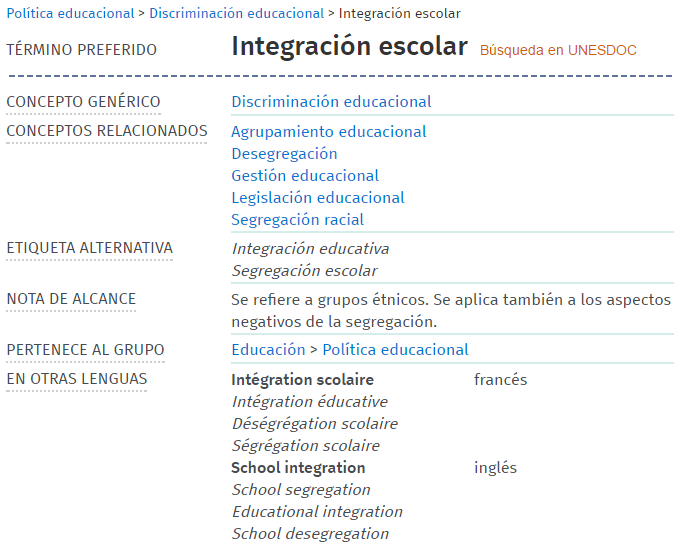 Política educacional > Discriminación educacional > Integración escolar
TÉRMINO PREFERIDO Integración escolar Búsqueda en UNESDOC
CONCEPTO GENÉRICO Discriminación educacional
CONCEPTOS RELACIONADOS Agrupamiento educacional
Desegregación
Gestión educacional
Legislación educacional
Segregación racial
ETIQUETA ALTERNATIVA Integración educativa
Segregación escolar
NOTA DE ALCANCE Se refiere a grupos étnicos. Se aplica también a los aspectos
negativos de la segregación.
PERTENECE AL GRUPO Educación > Política educacional
EN OTRAS LENGUAS Intégration scolaire francés
Intégration éducative
Déségrégation scolaire
Ségrégation scolaire
School integration inglés
School segregation
Educational integration
School desegregation